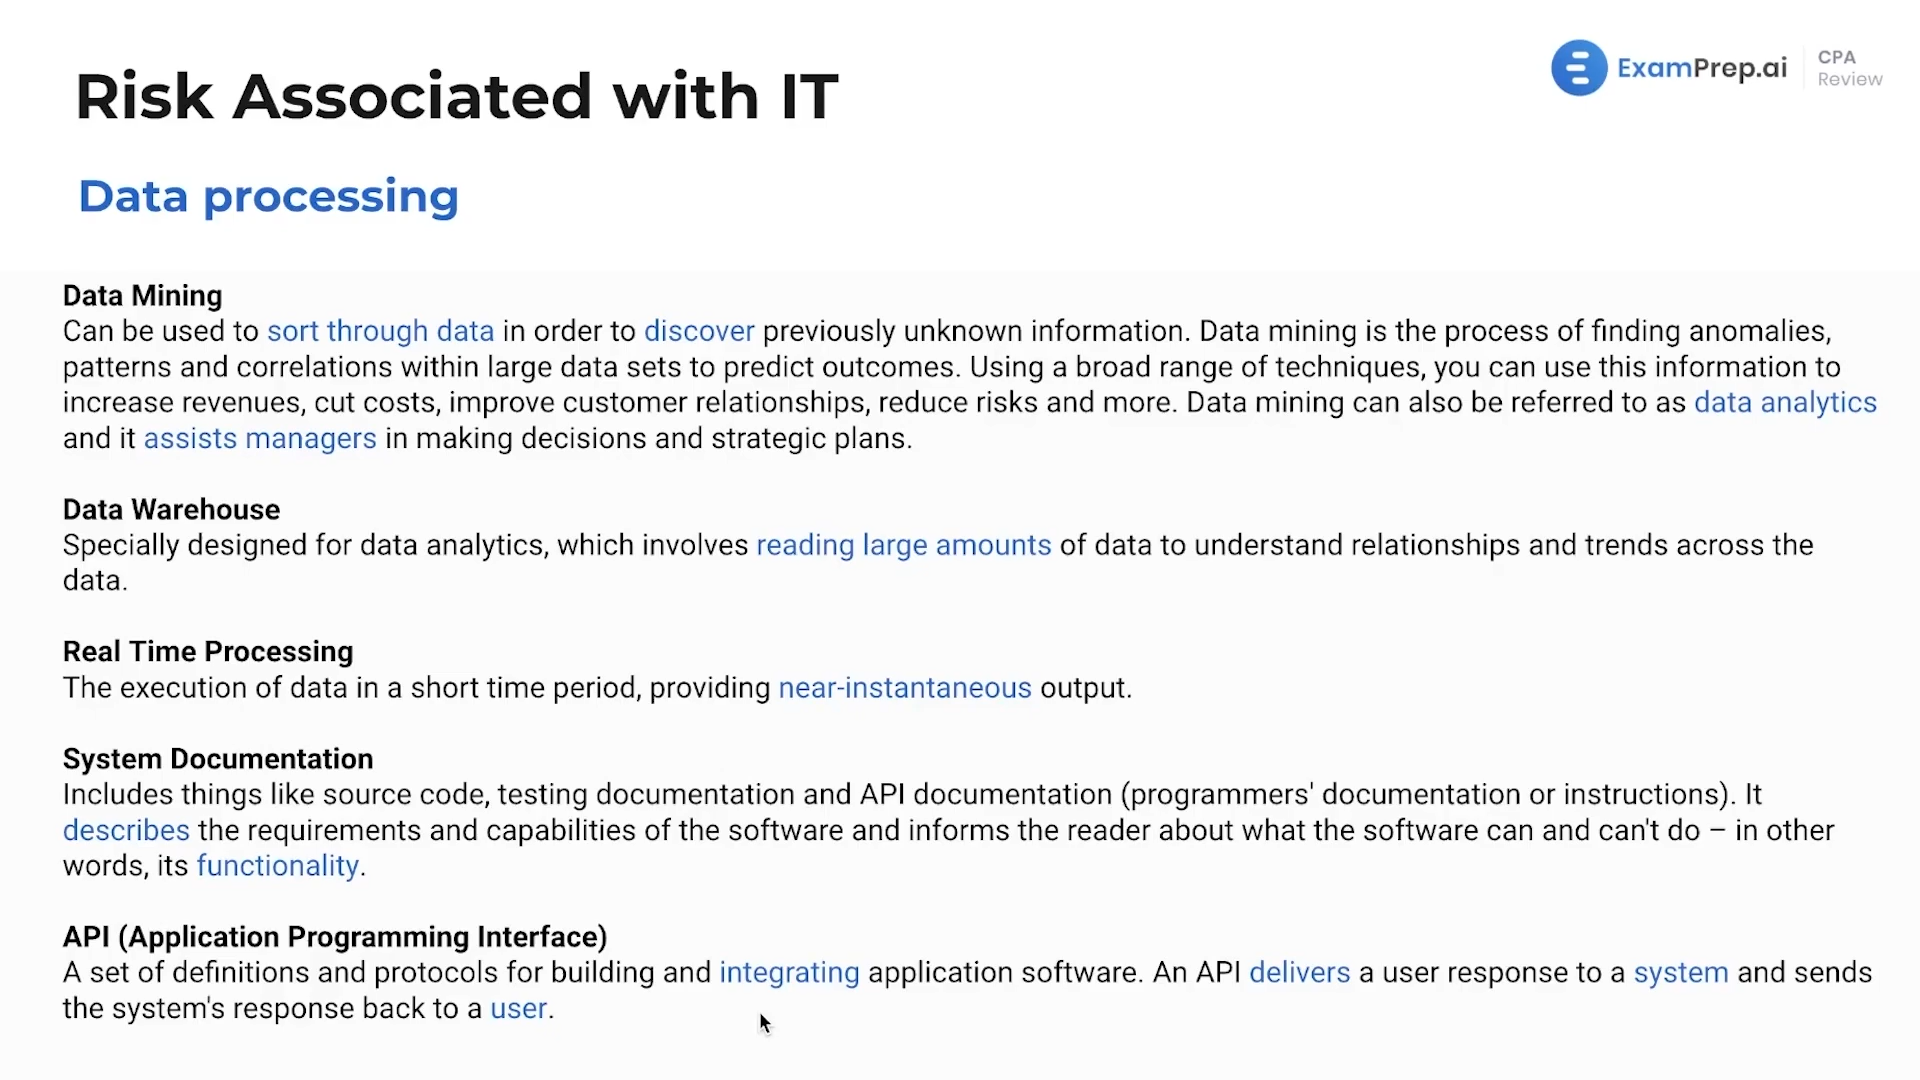 Risk Associated with IT
ExamPrep.ai
CPA
Review
Data processing
Data Mining
Can be used to sort through data in order to discover previously unknown information. Data mining is the process of finding anomalies,
patterns and correlations within large data sets to predict outcomes. Using a broad range of techniques, you can use this information to
increase revenues, cut costs, improve customer relationships, reduce risks and more. Data mining can also be referred to as data analytics
and it assists managers in making decisions and strategic plans.
Data Warehouse
Specially designed for data analytics, which involves reading large amounts of data to understand relationships and trends across the
data.
Real Time Processing
The execution of data in a short time period, providing near-instantaneous output.
System Documentation
Includes things like source code, testing documentation and API documentation (programmers' documentation or instructions). It
describes the requirements and capabilities of the software and informs the reader about what the software can and can't do – in other
words, its functionality.
API (Application Programming Interface)
A set of definitions and protocols for building and integrating application software. An API delivers a user response to a system and sends
the system's response back to a user.